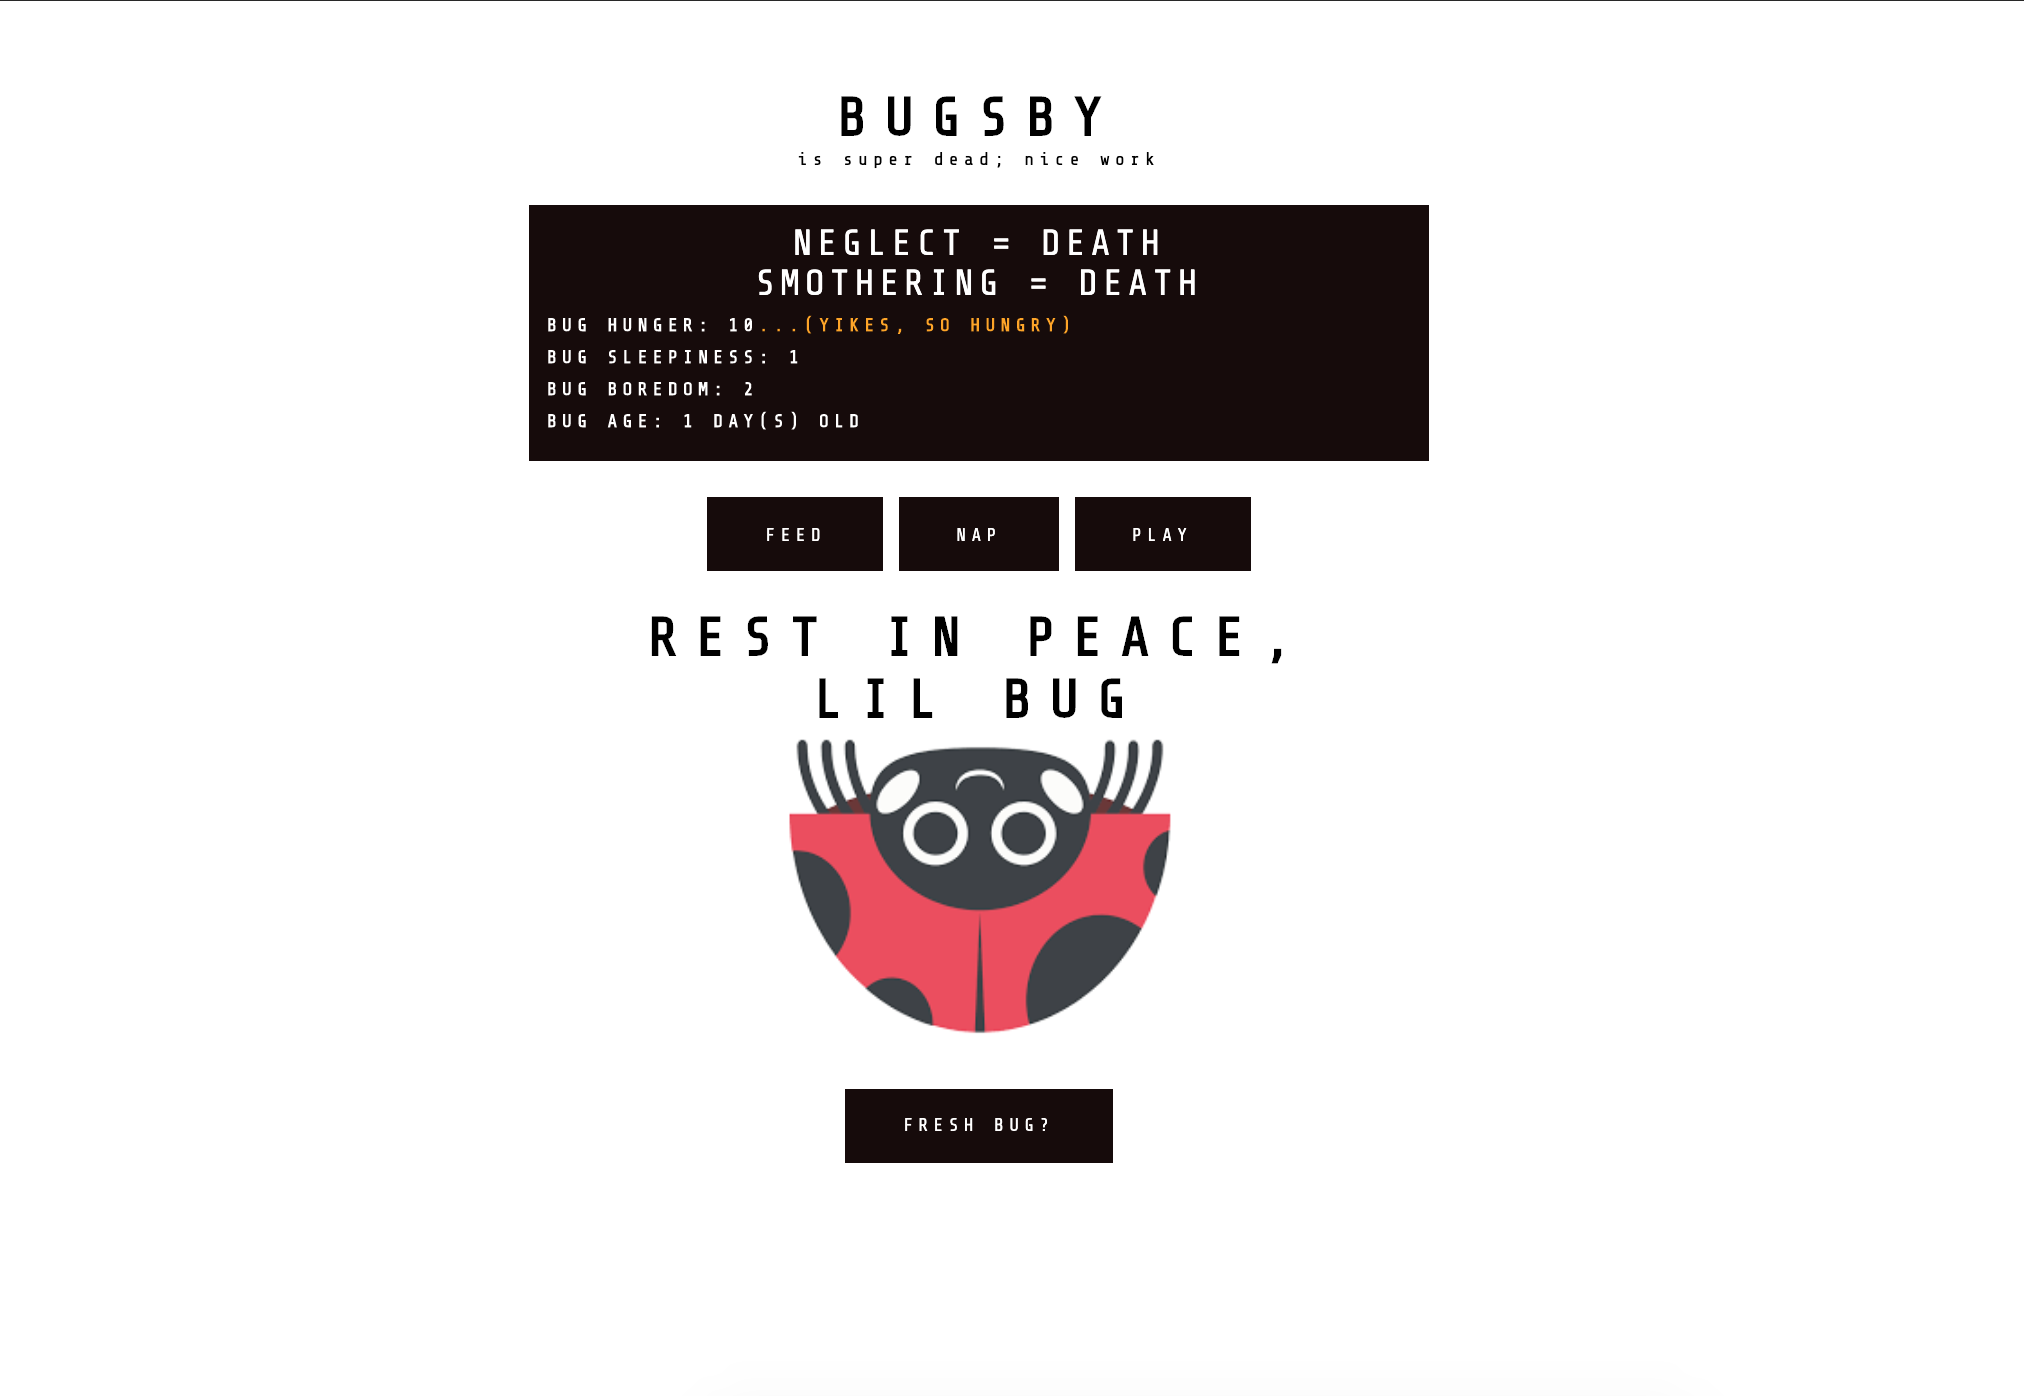 BUGSBY
is super dead; nice work
NEGLECT = DEATH
SMOTHERING = DEATH
BUG HUNGER: 10...(YIKES, SO HUNGRY)
BUG SLEEPINESS: 1
BUG BOREDOM: 2
BUG AGE: 1 DAY(S) OLD
FEED NAP PLAY
REST IN PEACE,
LIL BUG
FRESH BUG?